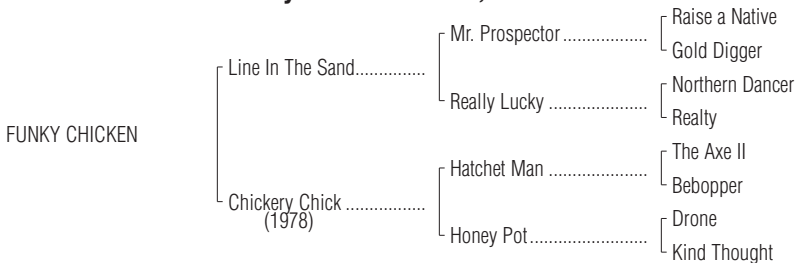 Raise a Native
Mr. Prospector..................
Gold Digger
Line In The Sand...............
Northern Dancer
Really Lucky .....................
Realty
FUNKY CHICKEN
The Axe II
Hatchet Man .....................
Bebopper
Chickery Chick .................
(1978)
Drone
Honey Pot.........................
Kind Thought